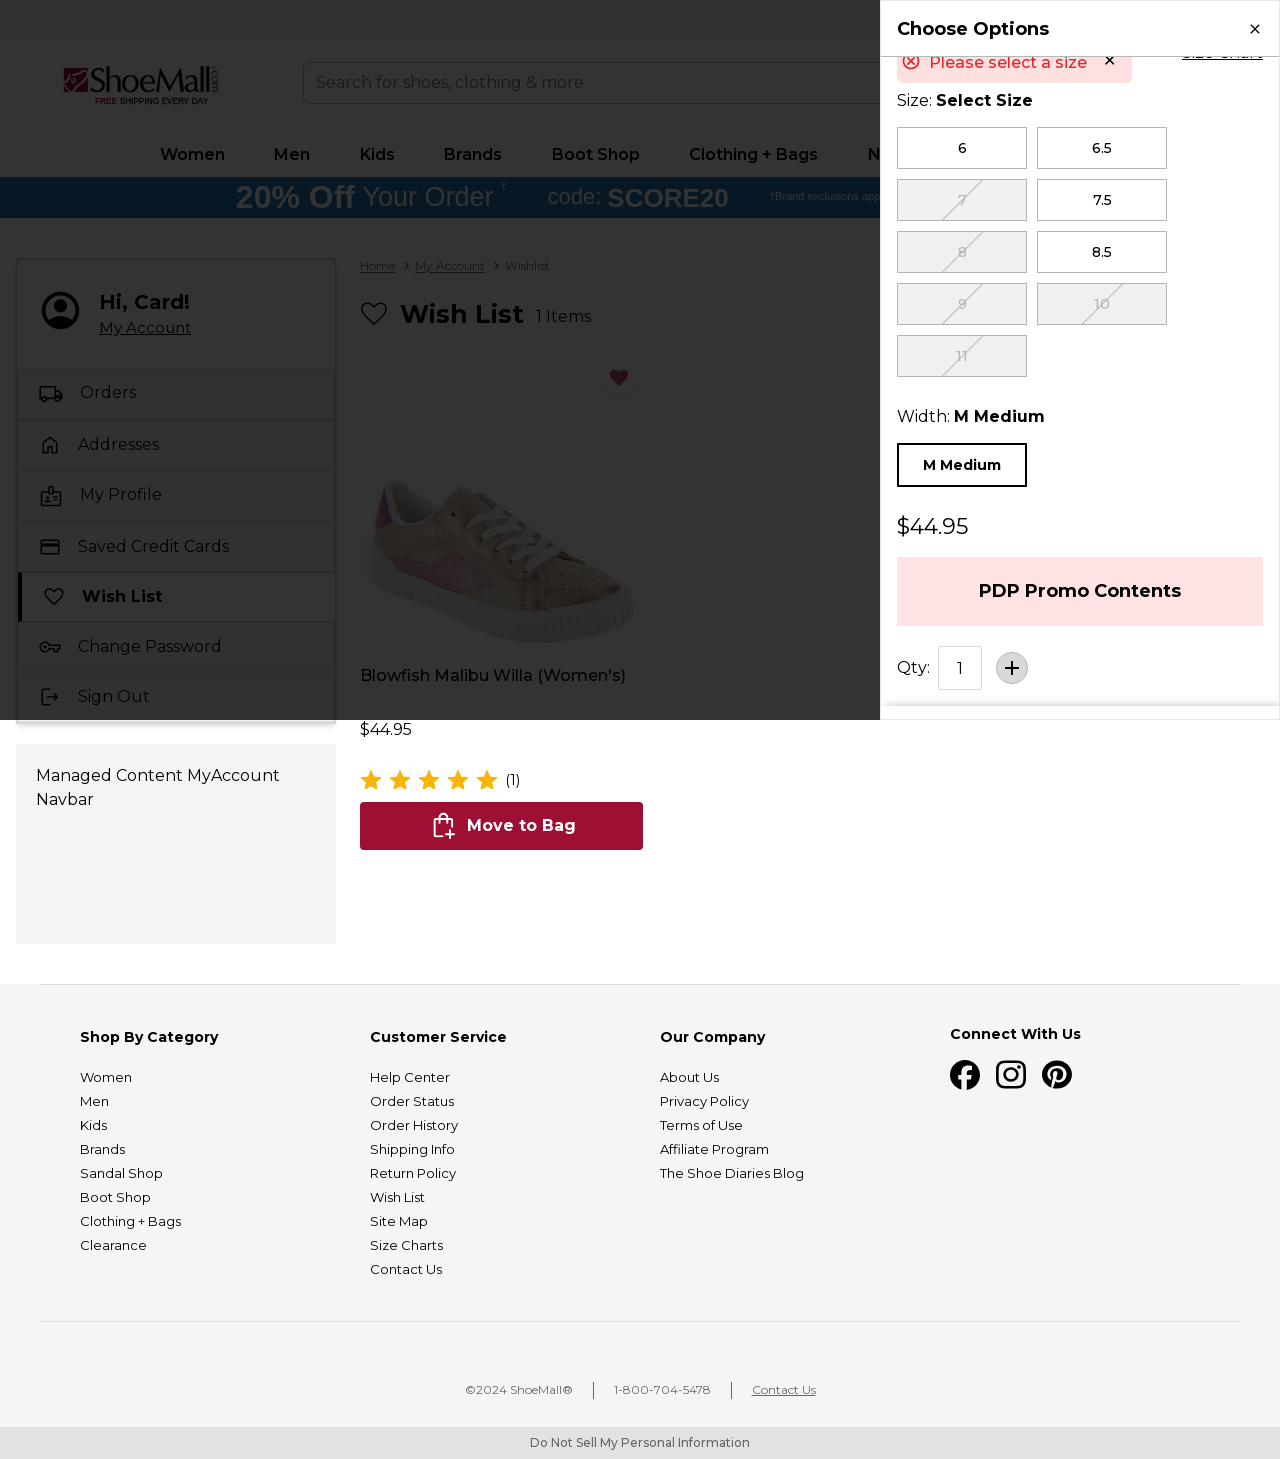 ShoeMall.com
FREE SHIPPING EVERY DAY
Search for shoes, clothing & more
Women
Men
Kids
Brands
Boot Shop
Clothing + Bags
20% Off Your Order †
code: SCORE20
Home
My Account
Wishlist
Hi, Card!
My Account
Orders
Addresses
My Profile
Saved Credit Cards
Wish List
Change Password
Sign Out
Managed Content MyAccount
Navbar
Wish List 1 Items
Blowfish Malibu Willa (Women's)
$44.95
(1)
Move to Bag
Choose Options
Please select a size
Size: Select Size
6
6.5
7
7.5
8
8.5
9
10
11
Width: M Medium
M Medium
$44.95
PDP Promo Contents
Qty: 1
Shop By Category
Women
Men
Kids
Brands
Sandal Shop
Boot Shop
Clothing + Bags
Clearance
Customer Service
Help Center
Order Status
Order History
Shipping Info
Return Policy
Wish List
Site Map
Size Charts
Contact Us
Our Company
About Us
Privacy Policy
Terms of Use
Affiliate Program
The Shoe Diaries Blog
Connect With Us
©2024 ShoeMall®
1-800-704-5478
Contact Us
Do Not Sell My Personal Information